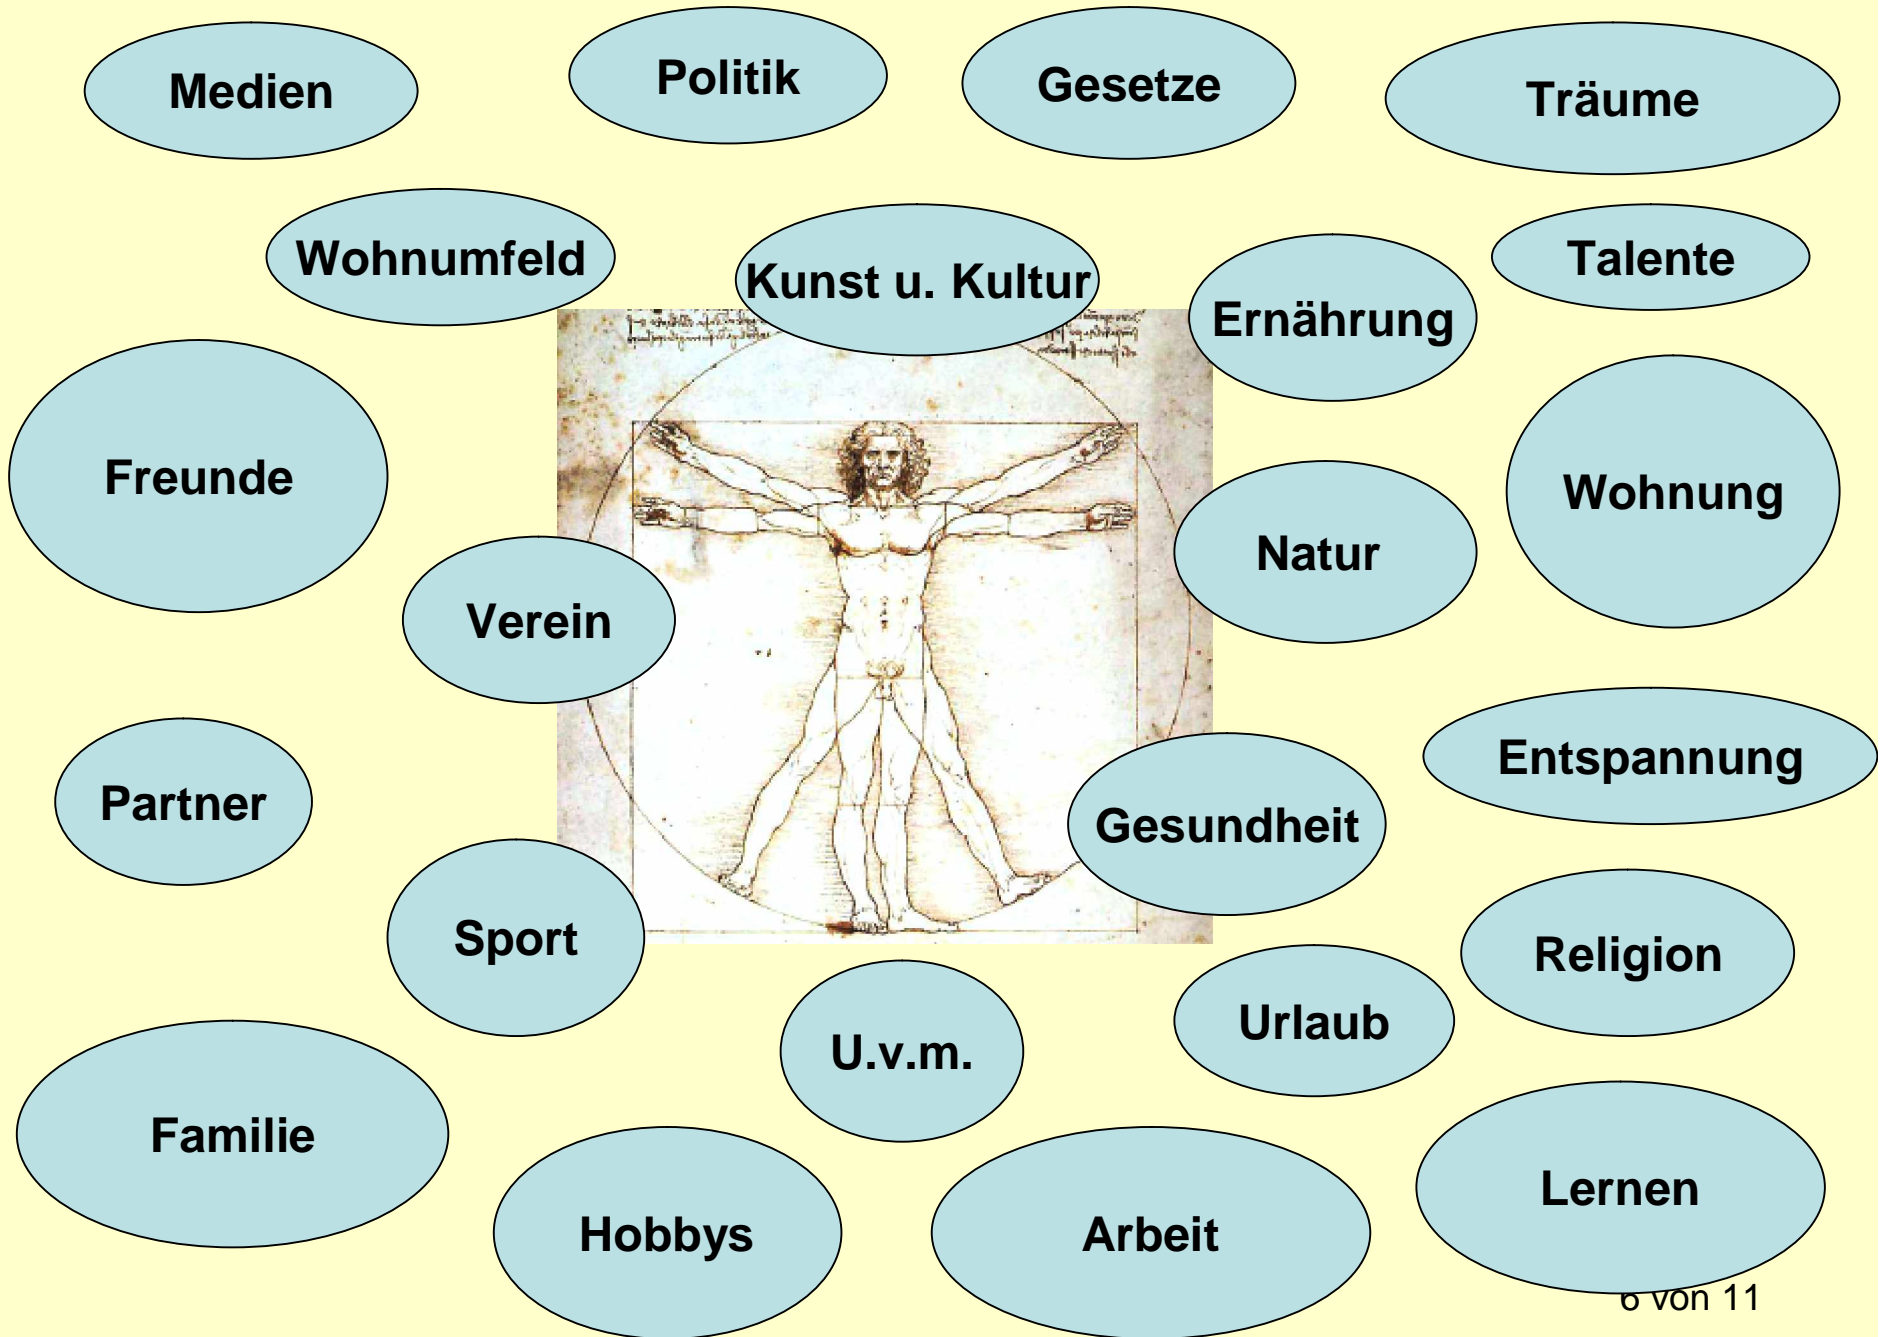 Medien
Politik
Gesetze
Träume
Wohnumfeld
Kunst u. Kultur
Ernährung
Talente
Freunde
Wohnung
Natur
Verein
Partner
Entspannung
Gesundheit
Sport
Religion
Urlaub
U.v.m.
Familie
Lernen
Hobbys
Arbeit
6 von 11